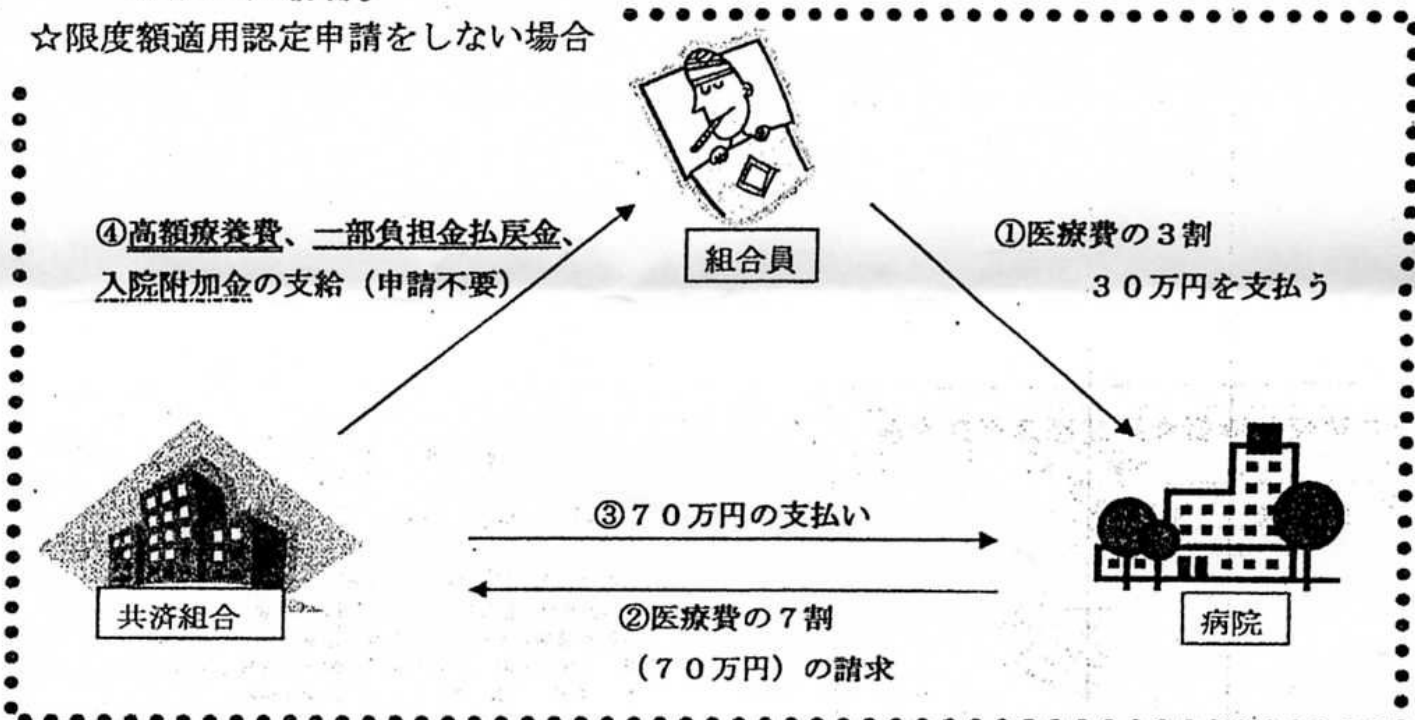 ☆限度額適用認定申請をしない場合
④高額療養費、一部負担金払戻金、
入院附加金の支給（申請不要）
組合員
①医療費の３割
３０万円を支払う
③７０万円の支払い
共済組合
②医療費の７割
（７０万円）の請求
病院